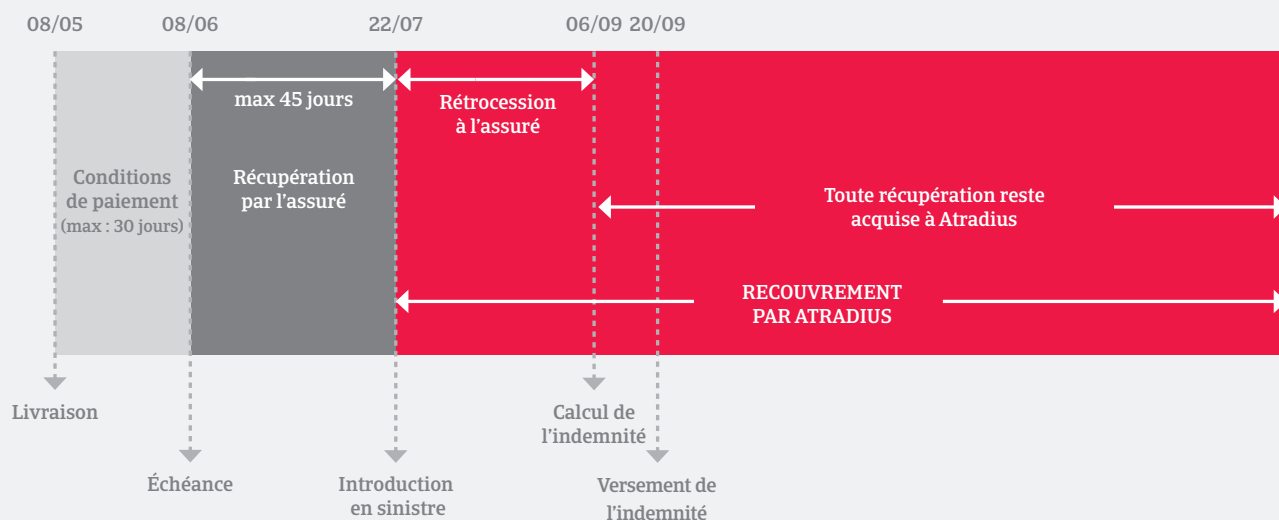 08/05 08/06 22/07 06/09 20/09
max 45 jours
Rétrocession
à l’assuré
Conditions
de paiement
(max : 30 jours)
Récupération
par l’assuré
Toute récupération reste
acquise à Atradius
RECOUVREMENT
PAR ATRADIUS
Livraison
Échéance
Introduction
en sinistre
Calcul de
l’indemnité
Versement de
l’indemnité